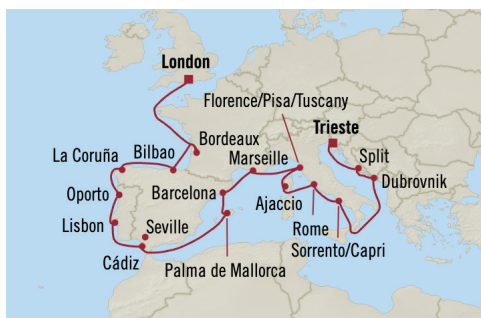 London
Florence/Pisa/Tuscany
Trieste
Bordeaux
La Coruña
Bilbao
Marseille
Split
Dubrovnik
Oporto
Barcelona
Ajaccio
Lisbon
Seville
Rome
Sorrento/Capri
Cádiz
Palma de Mallorca